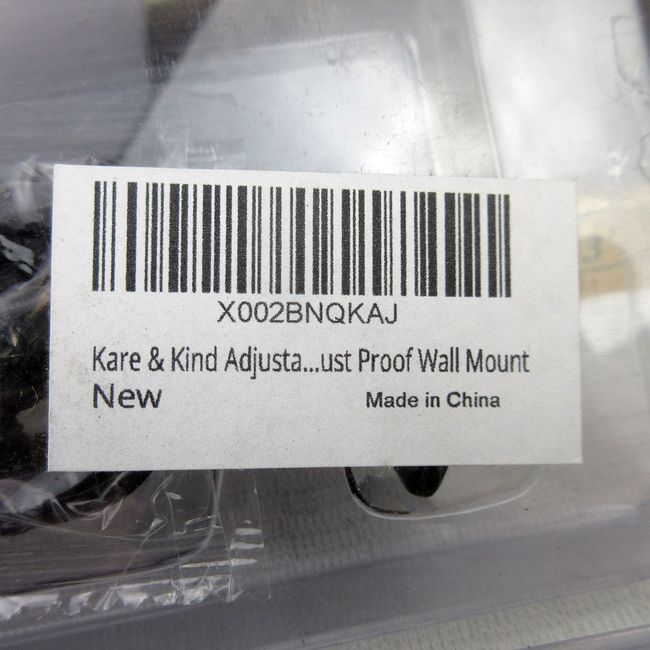 X002BNQKAJ
Kare & Kind Adjusta...ust Proof Wall Mount
New
Made in China